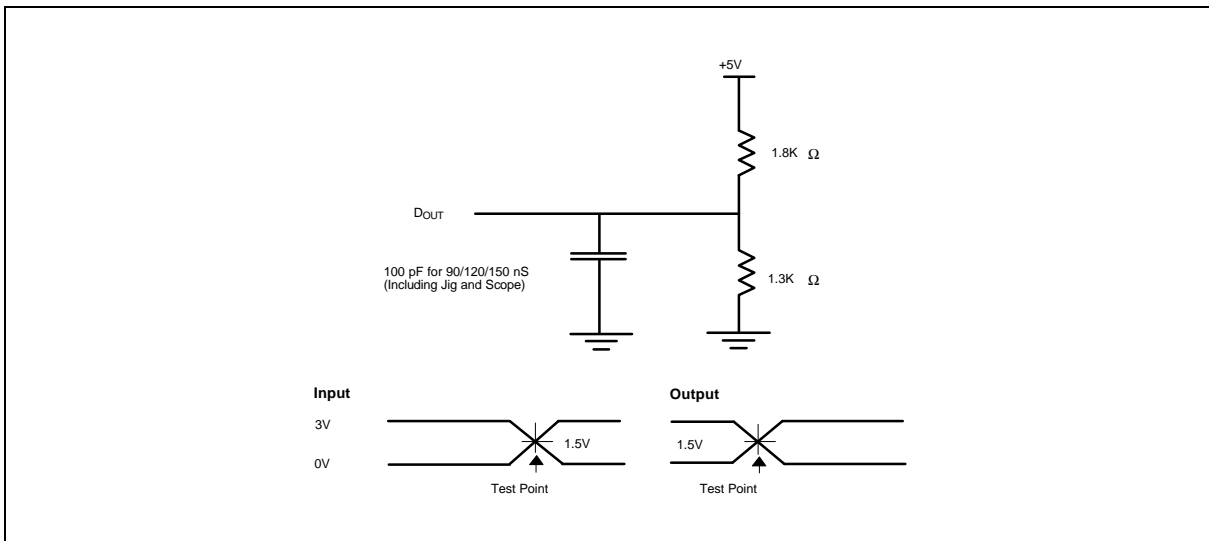 +5V
1.8K Ω
DOUT
100 pF for 90/120/150 nS
(Including Jig and Scope)
1.3K Ω
Input
Output
3V
1.5V
1.5V
0V
Test Point
Test Point